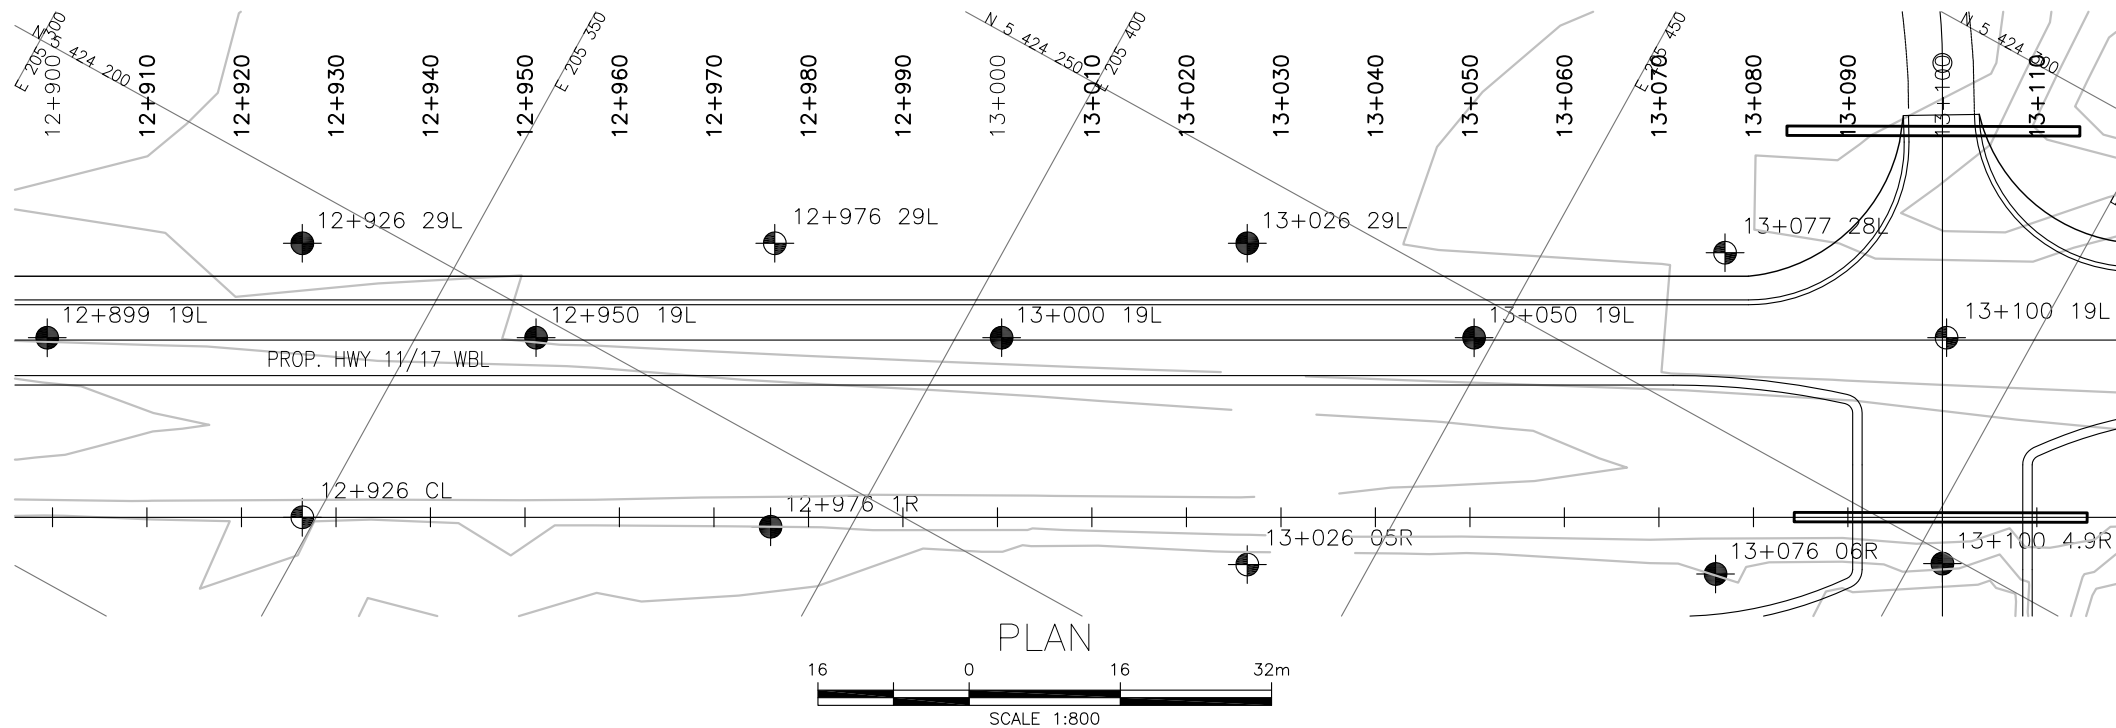 N 5 424 200
E 205 300
E 205 350
N 5 424 250
E 205 400
E 205 450
N 5 424 300
12+900
12+910
12+920
12+930
12+940
12+950
12+960
12+970
12+980
12+990
13+000
13+010
13+020
13+030
13+040
13+050
13+060
13+070
13+080
13+090
13+100
13+110
12+926 29L
12+976 29L
13+026 29L
13+077 28L
12+899 19L
12+950 19L
13+000 19L
13+050 19L
13+100 19L
PROP. HWY 11/17 WBL
12+926 CL
12+976 1R
13+026 05R
13+076 06R
13+100 4.9R
PLAN
16 0 16 32m
SCALE 1:800